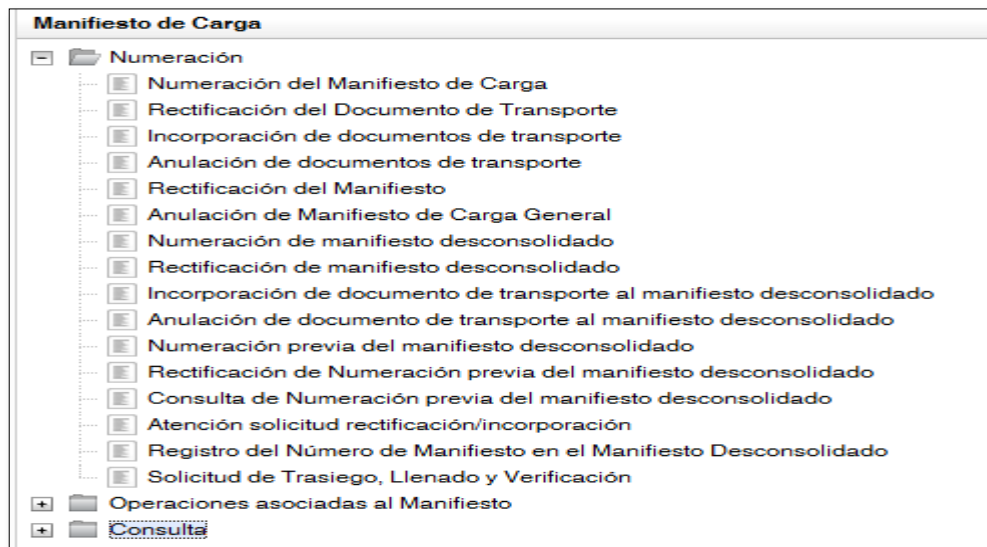 Manifiesto de Carga
Numeración
Numeración del Manifiesto de Carga
Rectificación del Documento de Transporte
Incorporación de documentos de transporte
Anulación de documentos de transporte
Rectificación del Manifiesto
Anulación de Manifiesto de Carga General
Numeración de manifiesto desconsolidado
Rectificación de manifiesto desconsolidado
Incorporación de documento de transporte al manifiesto desconsolidado
Anulación de documento de transporte al manifiesto desconsolidado
Numeración previa del manifiesto desconsolidado
Rectificación de Numeración previa del manifiesto desconsolidado
Consulta de Numeración previa del manifiesto desconsolidado
Atención solicitud rectificación/incorporación
Registro del Número de Manifiesto en el Manifiesto Desconsolidado
Solicitud de Trasiego, Llenado y Verificación
Operaciones asociadas al Manifiesto
Consulta